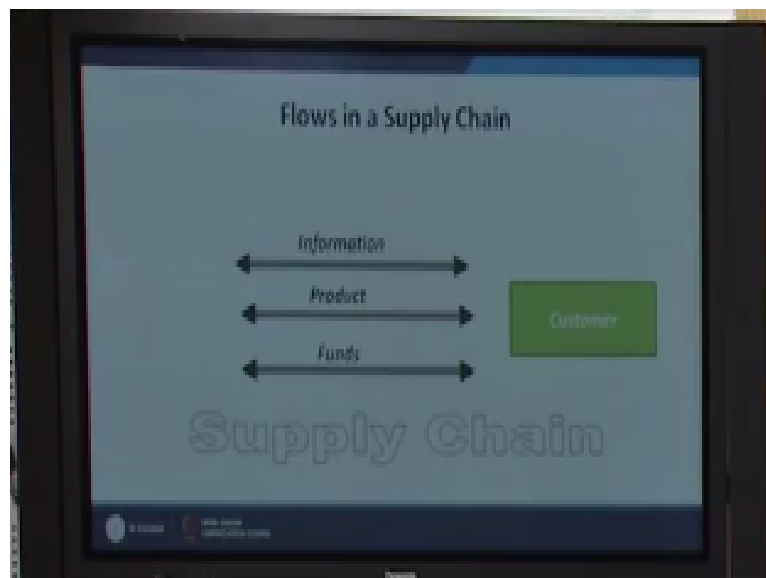 Flows in a Supply Chain
Information
Product
Customer
Funds
Supply Chain